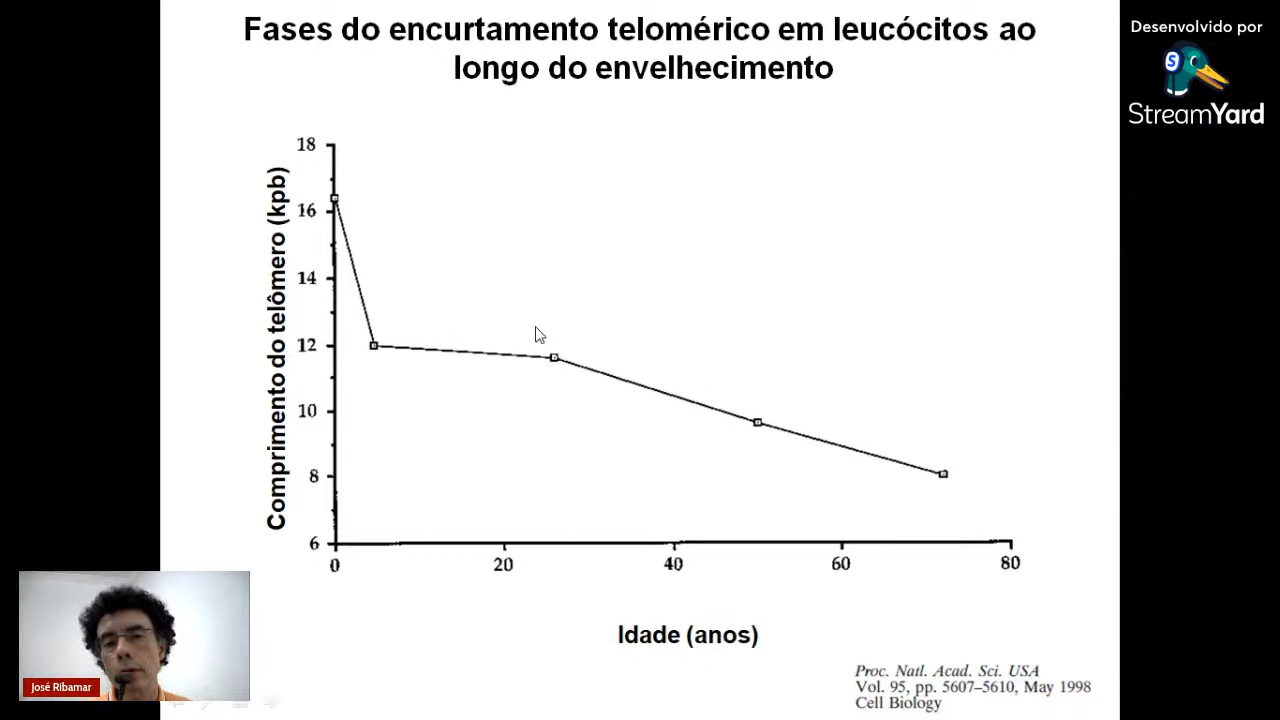 Fases do encurtamento telomérico em leucócitos ao
longo do envelhecimento
Desenvolvido por
S
StreamYard
Comprimento do telômero (kpb)
18
16
14
12
10
8
6
0
20
40
60
80
Idade (anos)
José Ribamar
Proc. Natl. Acad. Sci. USA
Vol. 95, pp. 5607–5610, May 1998
Cell Biology